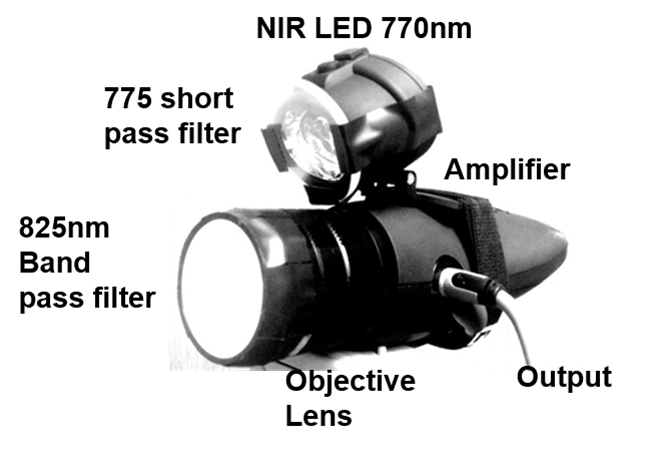 NIR LED 770nm
775 short
pass filter
Amplifier
825nm
Band
pass filter
Objective
Lens
Output